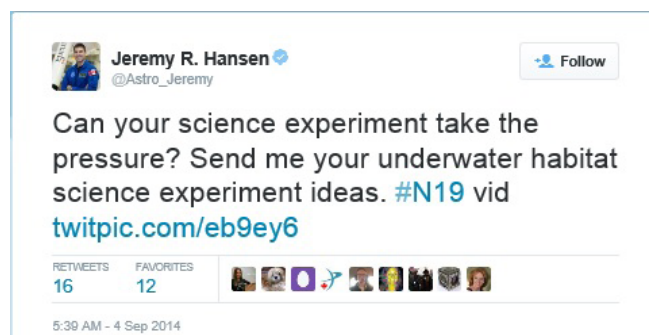 Jeremy R. Hansen
@Astro_Jeremy
Follow
Can your science experiment take the
pressure? Send me your underwater habitat
science experiment ideas. #N19 vid
twitpic.com/eb9ey6
RETWEETS FAVORITES
16 12
5:39 AM - 4 Sep 2014